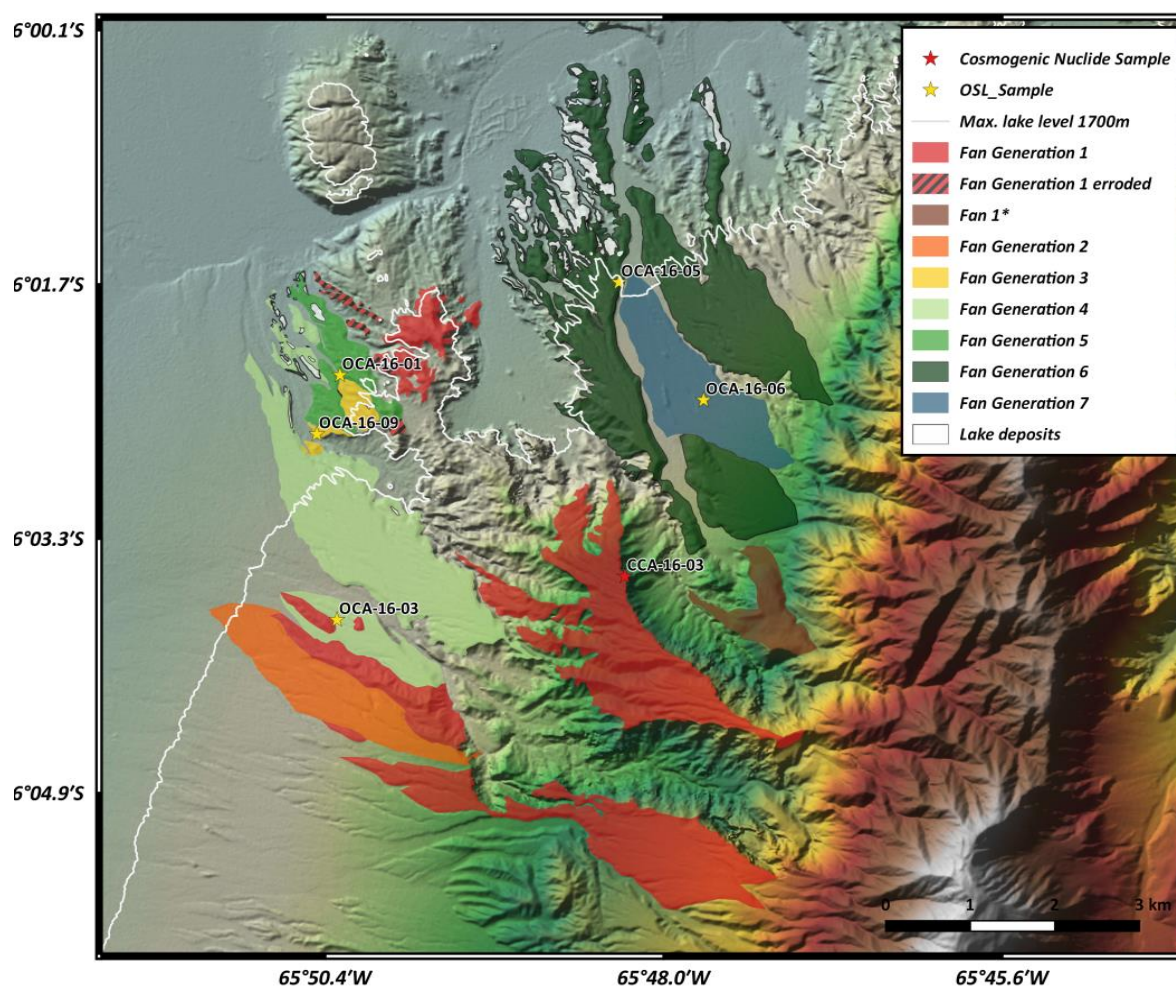 6°00.1'S
Cosmogenic Nuclide Sample
OSL_Sample
Max. lake level 1700m
Fan Generation 1
Fan Generation 1 erroded
Fan 1*
Fan Generation 2
Fan Generation 3
Fan Generation 4
Fan Generation 5
Fan Generation 6
Fan Generation 7
Lake deposits
6°01.7'S
OCA-16-05
OCA-16-01
OCA-16-06
OCA-16-09
6°03.3'S
CCA-16-03
OCA-16-03
6°04.9'S
0 1 2 3 km
65°50.4'W 65°48.0'W 65°45.6'W